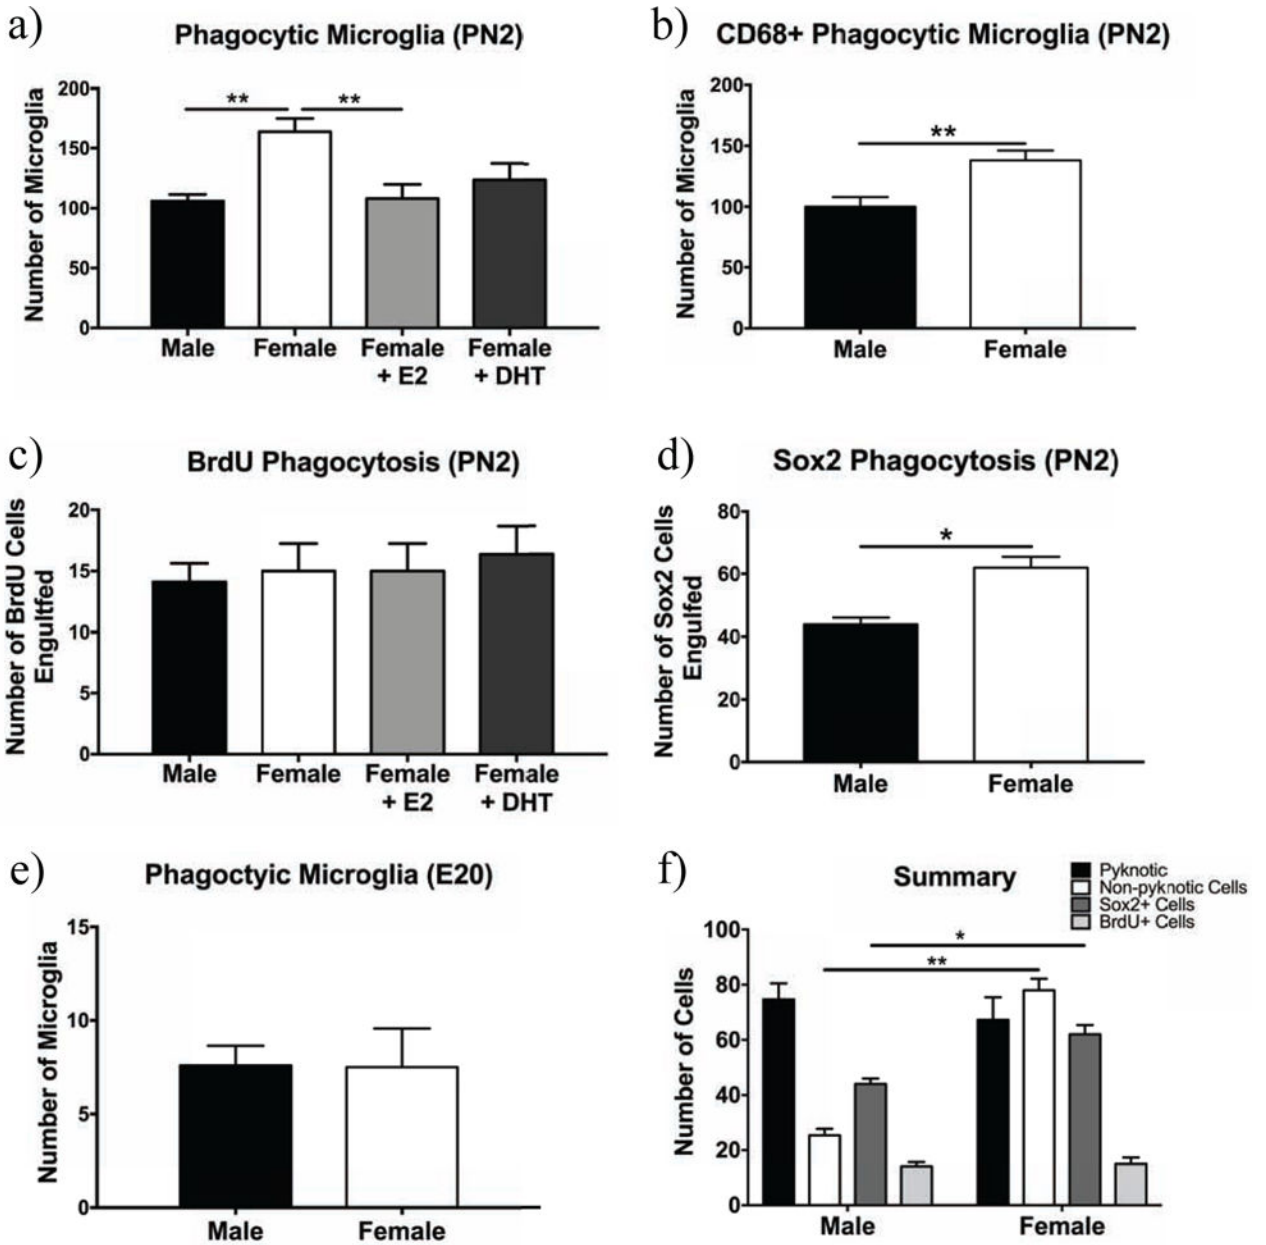 a)
Phagocytic Microglia (PN2)
Number of Microglia
200
150
100
50
0
**
**
Male
Female
Female
+ E2
Female
+ DHT
b)
CD68+ Phagocytic Microglia (PN2)
Number of Microglia
200
150
100
50
0
**
Male
Female
c)
BrdU Phagocytosis (PN2)
Number of BrdU Cells
Engultfed
20
15
10
5
0
Male
Female
Female
+ E2
Female
+ DHT
d)
Sox2 Phagocytosis (PN2)
Number of Sox2 Cells
Engulfed
80
60
40
20
0
*
Male
Female
e)
Phagoctyic Microglia (E20)
Number of Microglia
15
10
5
0
Male
Female
f)
Summary
Pyknotic
Non-pyknotic Cells
Sox2+ Cells
BrdU+ Cells
Number of Cells
100
80
60
40
20
0
*
**
Male
Female